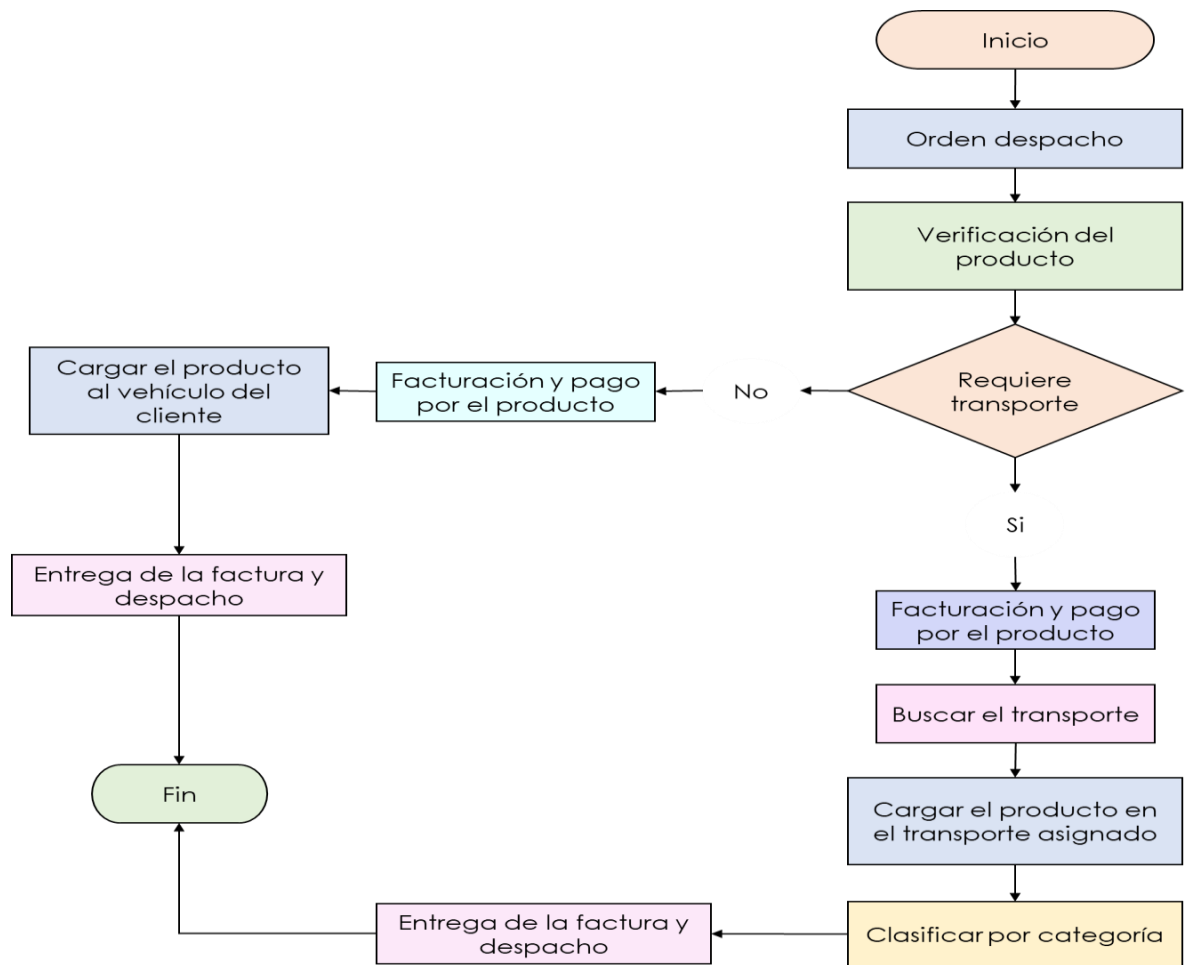 Inicio
Orden despacho
Verificación del
producto
Requiere
transporte
No
Facturación y pago
por el producto
Cargar el producto
al vehículo del
cliente
Entrega de la factura y
despacho
Si
Facturación y pago
por el producto
Buscar el transporte
Cargar el producto en
el transporte asignado
Clasificar por categoría
Entrega de la factura y
despacho
Fin